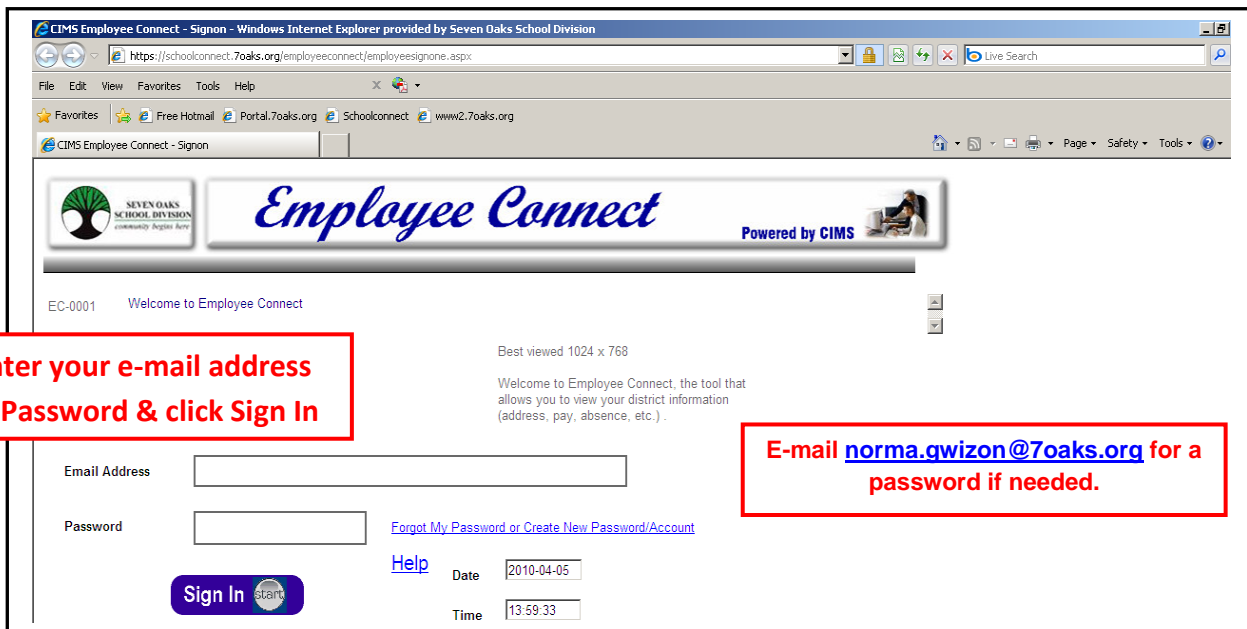 CIMS Employee Connect - Signon - Windows Internet Explorer provided by Seven Oaks School Division
https://schoolconnect.7oaks.org/employeeconnect/employeesignone.aspx
Live Search
File Edit View Favorites Tools Help
Favorites Free Hotmail Portal.7oaks.org Schoolconnect www2.7oaks.org
CIMS Employee Connect - Signon
Page Safety Tools
SEVEN OAKS
SCHOOL DIVISION
community begins here
Employee Connect
Powered by CIMS
EC-0001 Welcome to Employee Connect
Best viewed 1024 x 768
Welcome to Employee Connect, the tool that
allows you to view your district information
(address, pay, absence, etc.) .
your e-mail address
Password & click Sign In
E-mail norma.gwizon@7oaks.org for a
password if needed.
Email Address
Password
Forgot My Password or Create New Password/Account
Help
Date 2010-04-05
Sign In start
Time 13:59:33